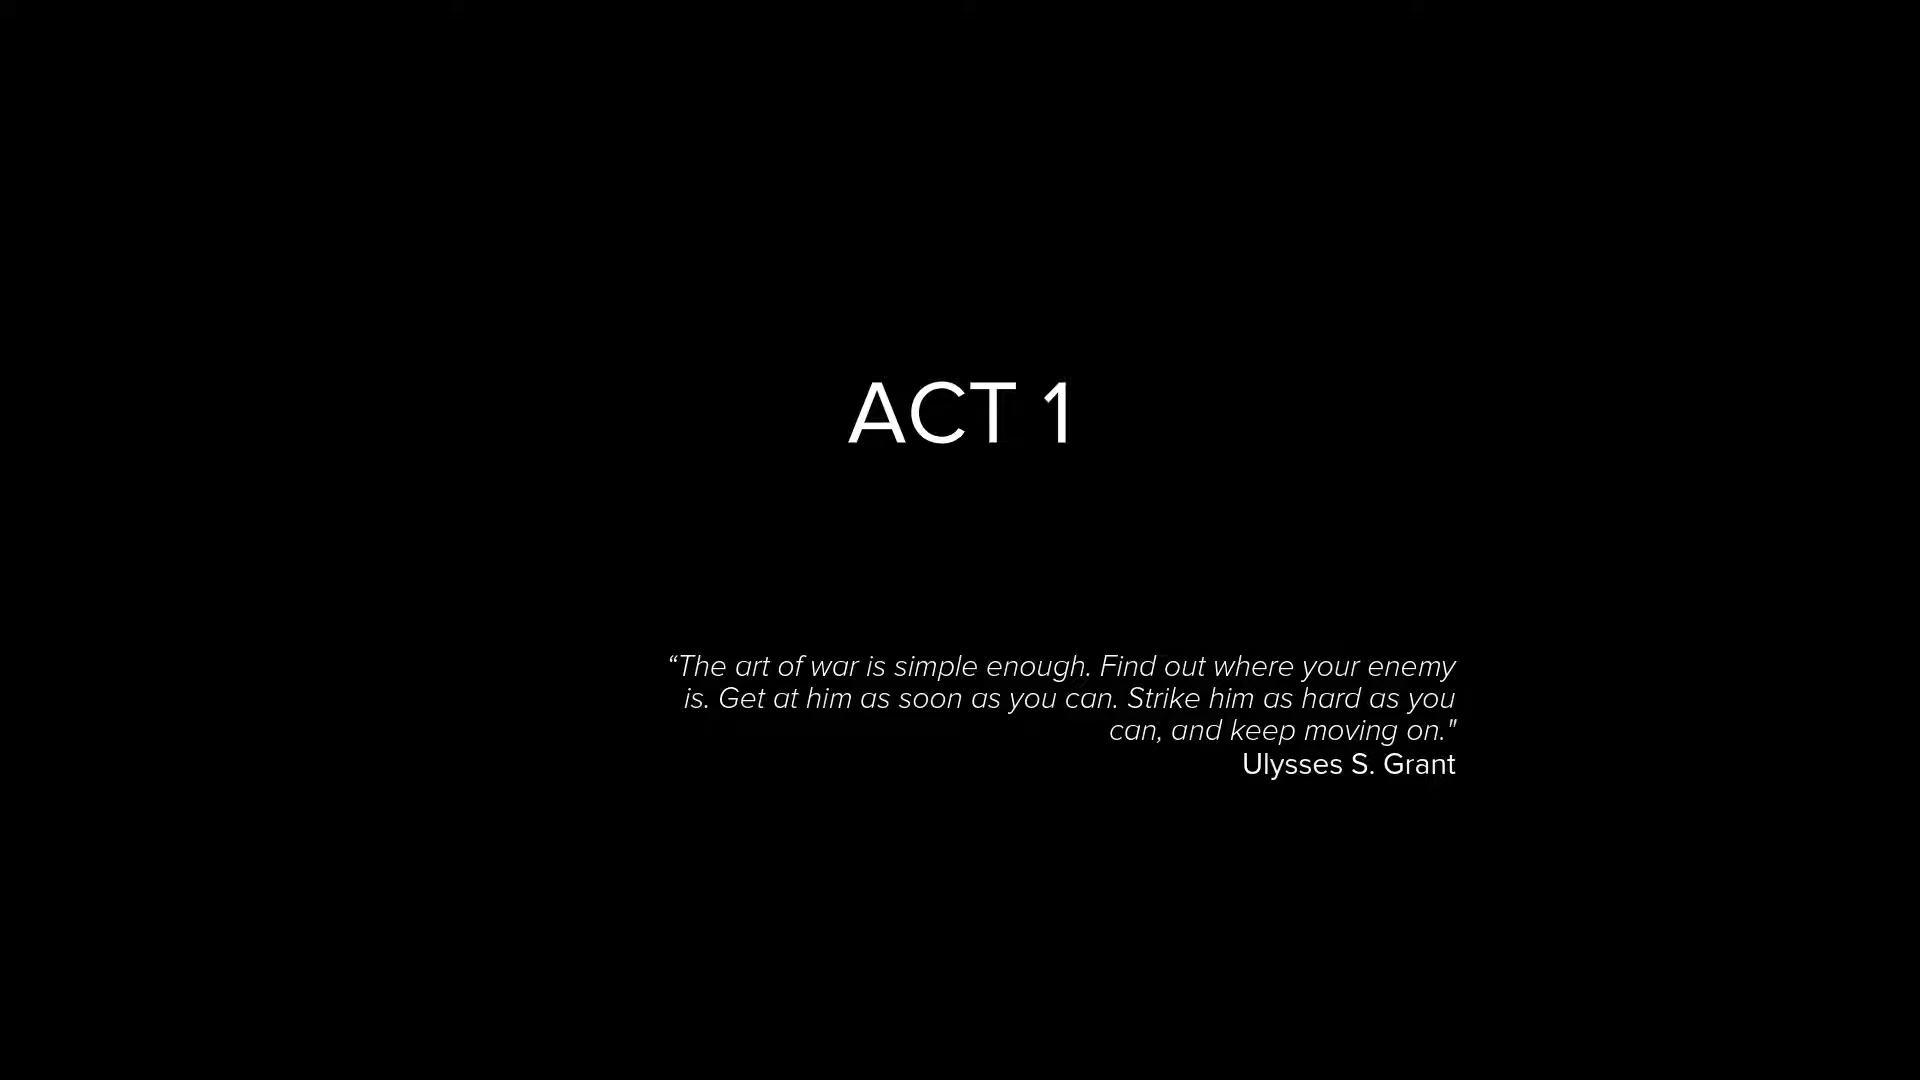 ACT 1
“The art of war is simple enough. Find out where your enemy
is. Get at him as soon as you can. Strike him as hard as you
can, and keep moving on."
Ulysses S. Grant